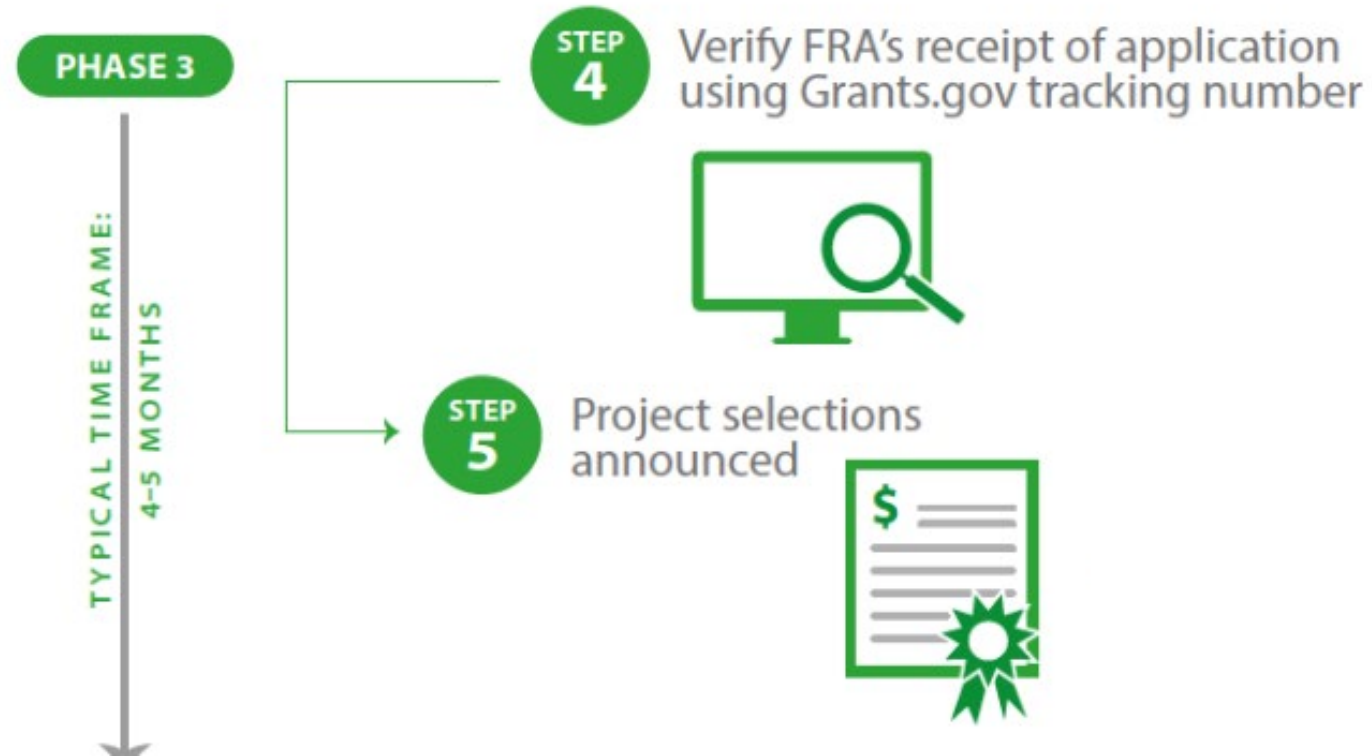 PHASE 3
TYPICAL TIME FRAME:
4–5 MONTHS
STEP
4
Verify FRA's receipt of application
using Grants.gov tracking number
STEP
5
Project selections
announced
$